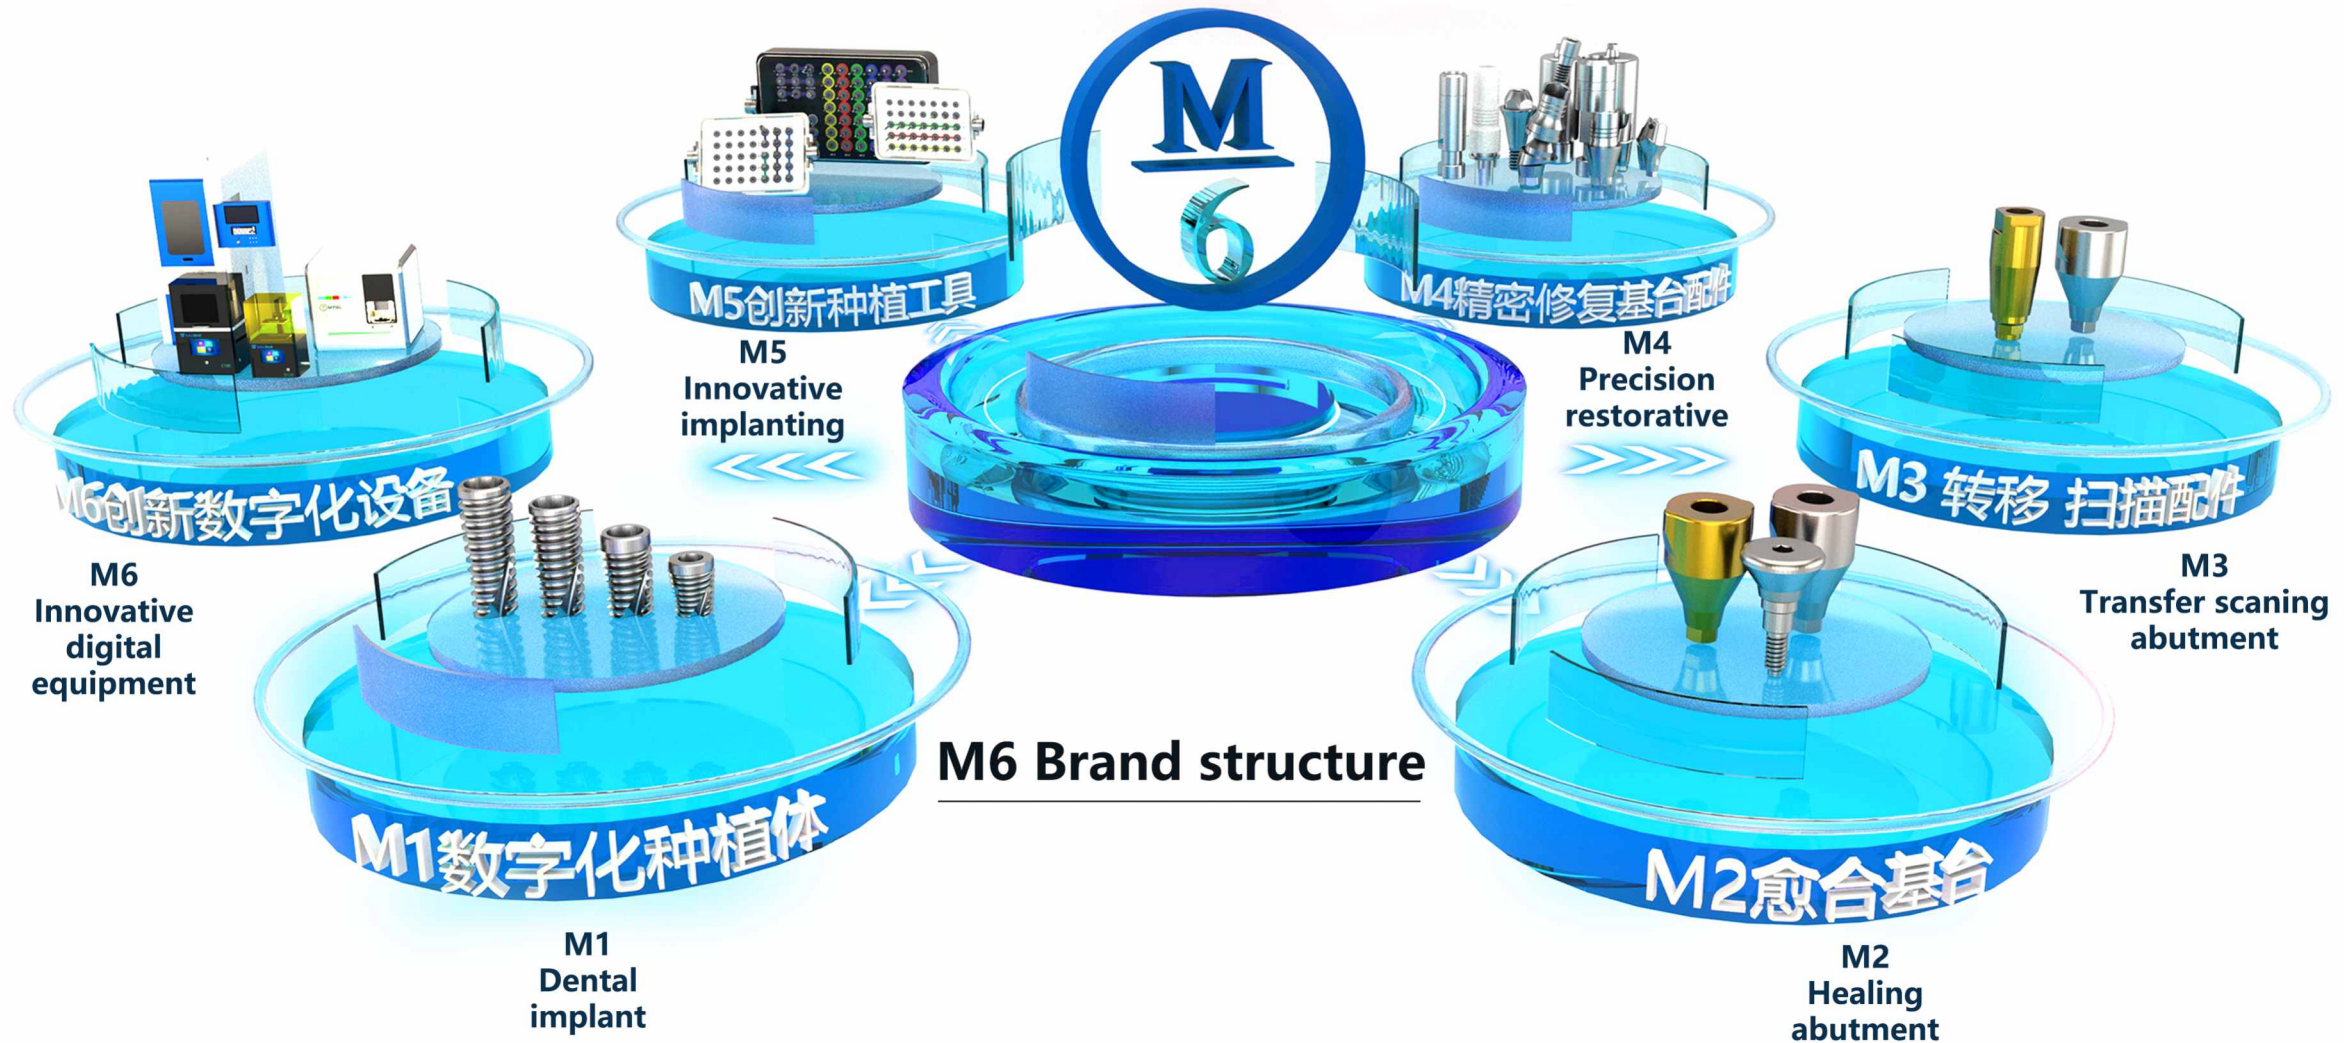 M
6
M5创新种植工具
M5
Innovative
implanting
M4精密修复基台配件
M4
Precision
restorative
M6创新数字化设备
M6
Innovative
digital
equipment
M3 转移 扫描配件
M3
Transfer scaning
abutment
M6 Brand structure
M1数字化种植体
M1
Dental
implant
M2愈合基台
M2
Healing
abutment